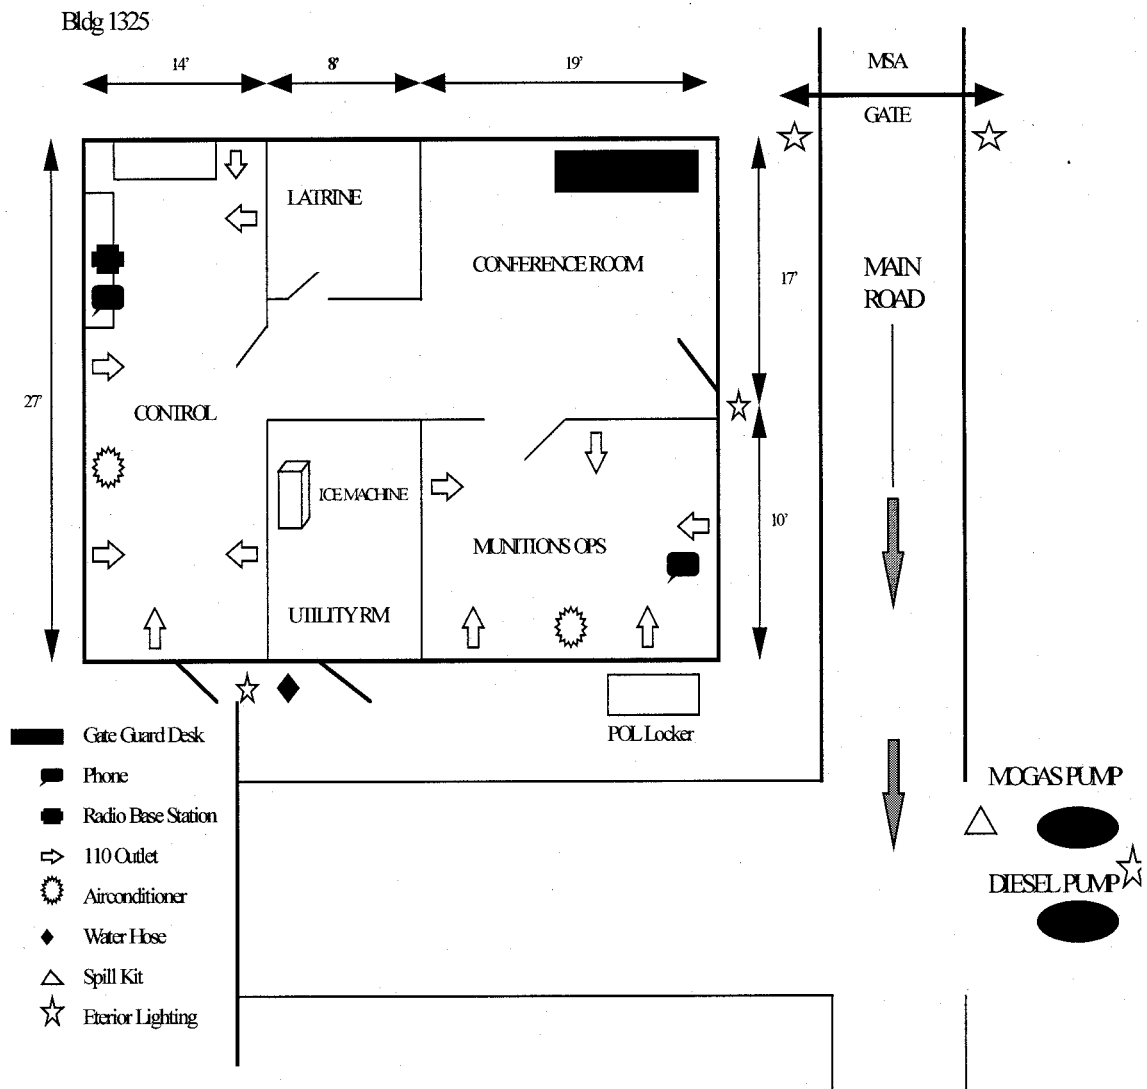 Bldg 1325
14'
8'
19'
MSA
GATE
LATRINE
CONFERENCE ROOM
17'
MAIN
ROAD
27'
CONTROL
ICE MACHINE
10'
MUNITIONS OPS
UTILITY RM
POL Locker
Gate Guard Desk
Phone
Radio Base Station
110 Outlet
Airconditioner
Water Hose
Spill Kit
Eterior Lighting
MOGAS PUMP
DIESEL PUMP